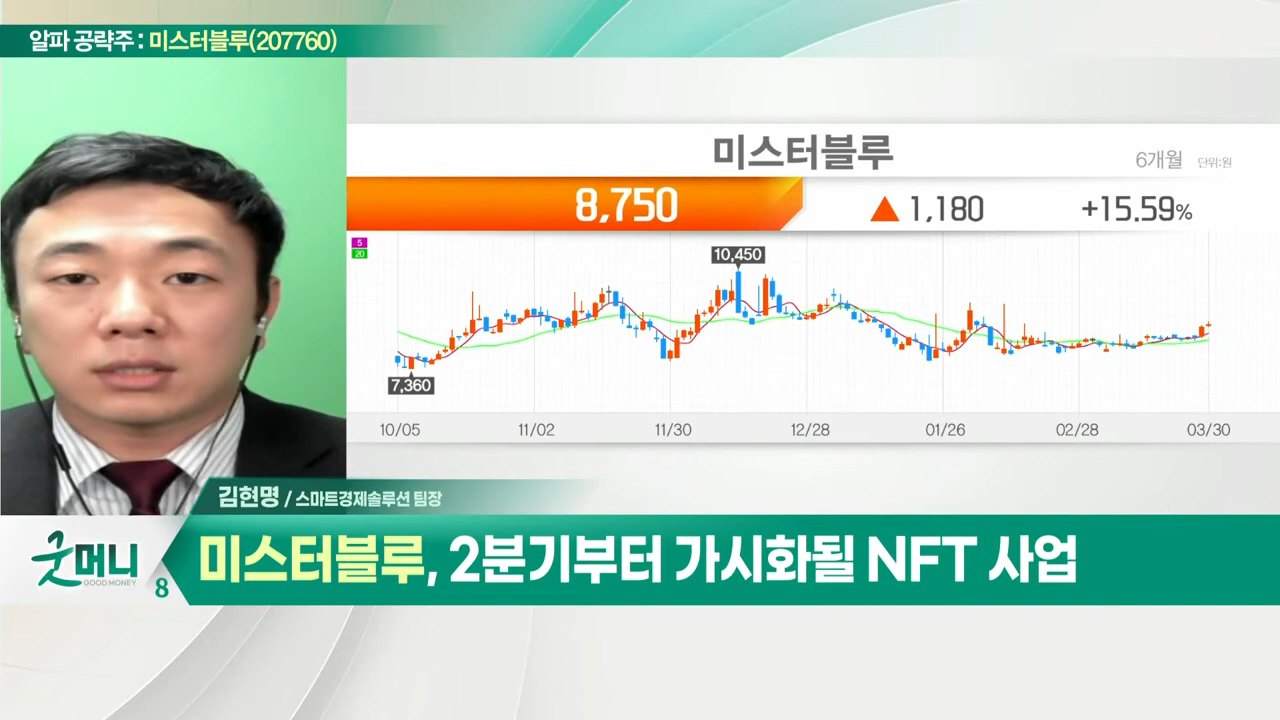 알파 공략주 : 미스터블루(207760)
미스터블루
6개월 단위:원
8,750 ▲ 1,180 +15.59%
5
20
10,450
7,360
10/05 11/02 11/30 12/28 01/26 02/28 03/30
김현명 / 스마트경제솔루션 팀장
굿머니
GOOD MONEY
8
미스터블루, 2분기부터 가시화될 NFT 사업